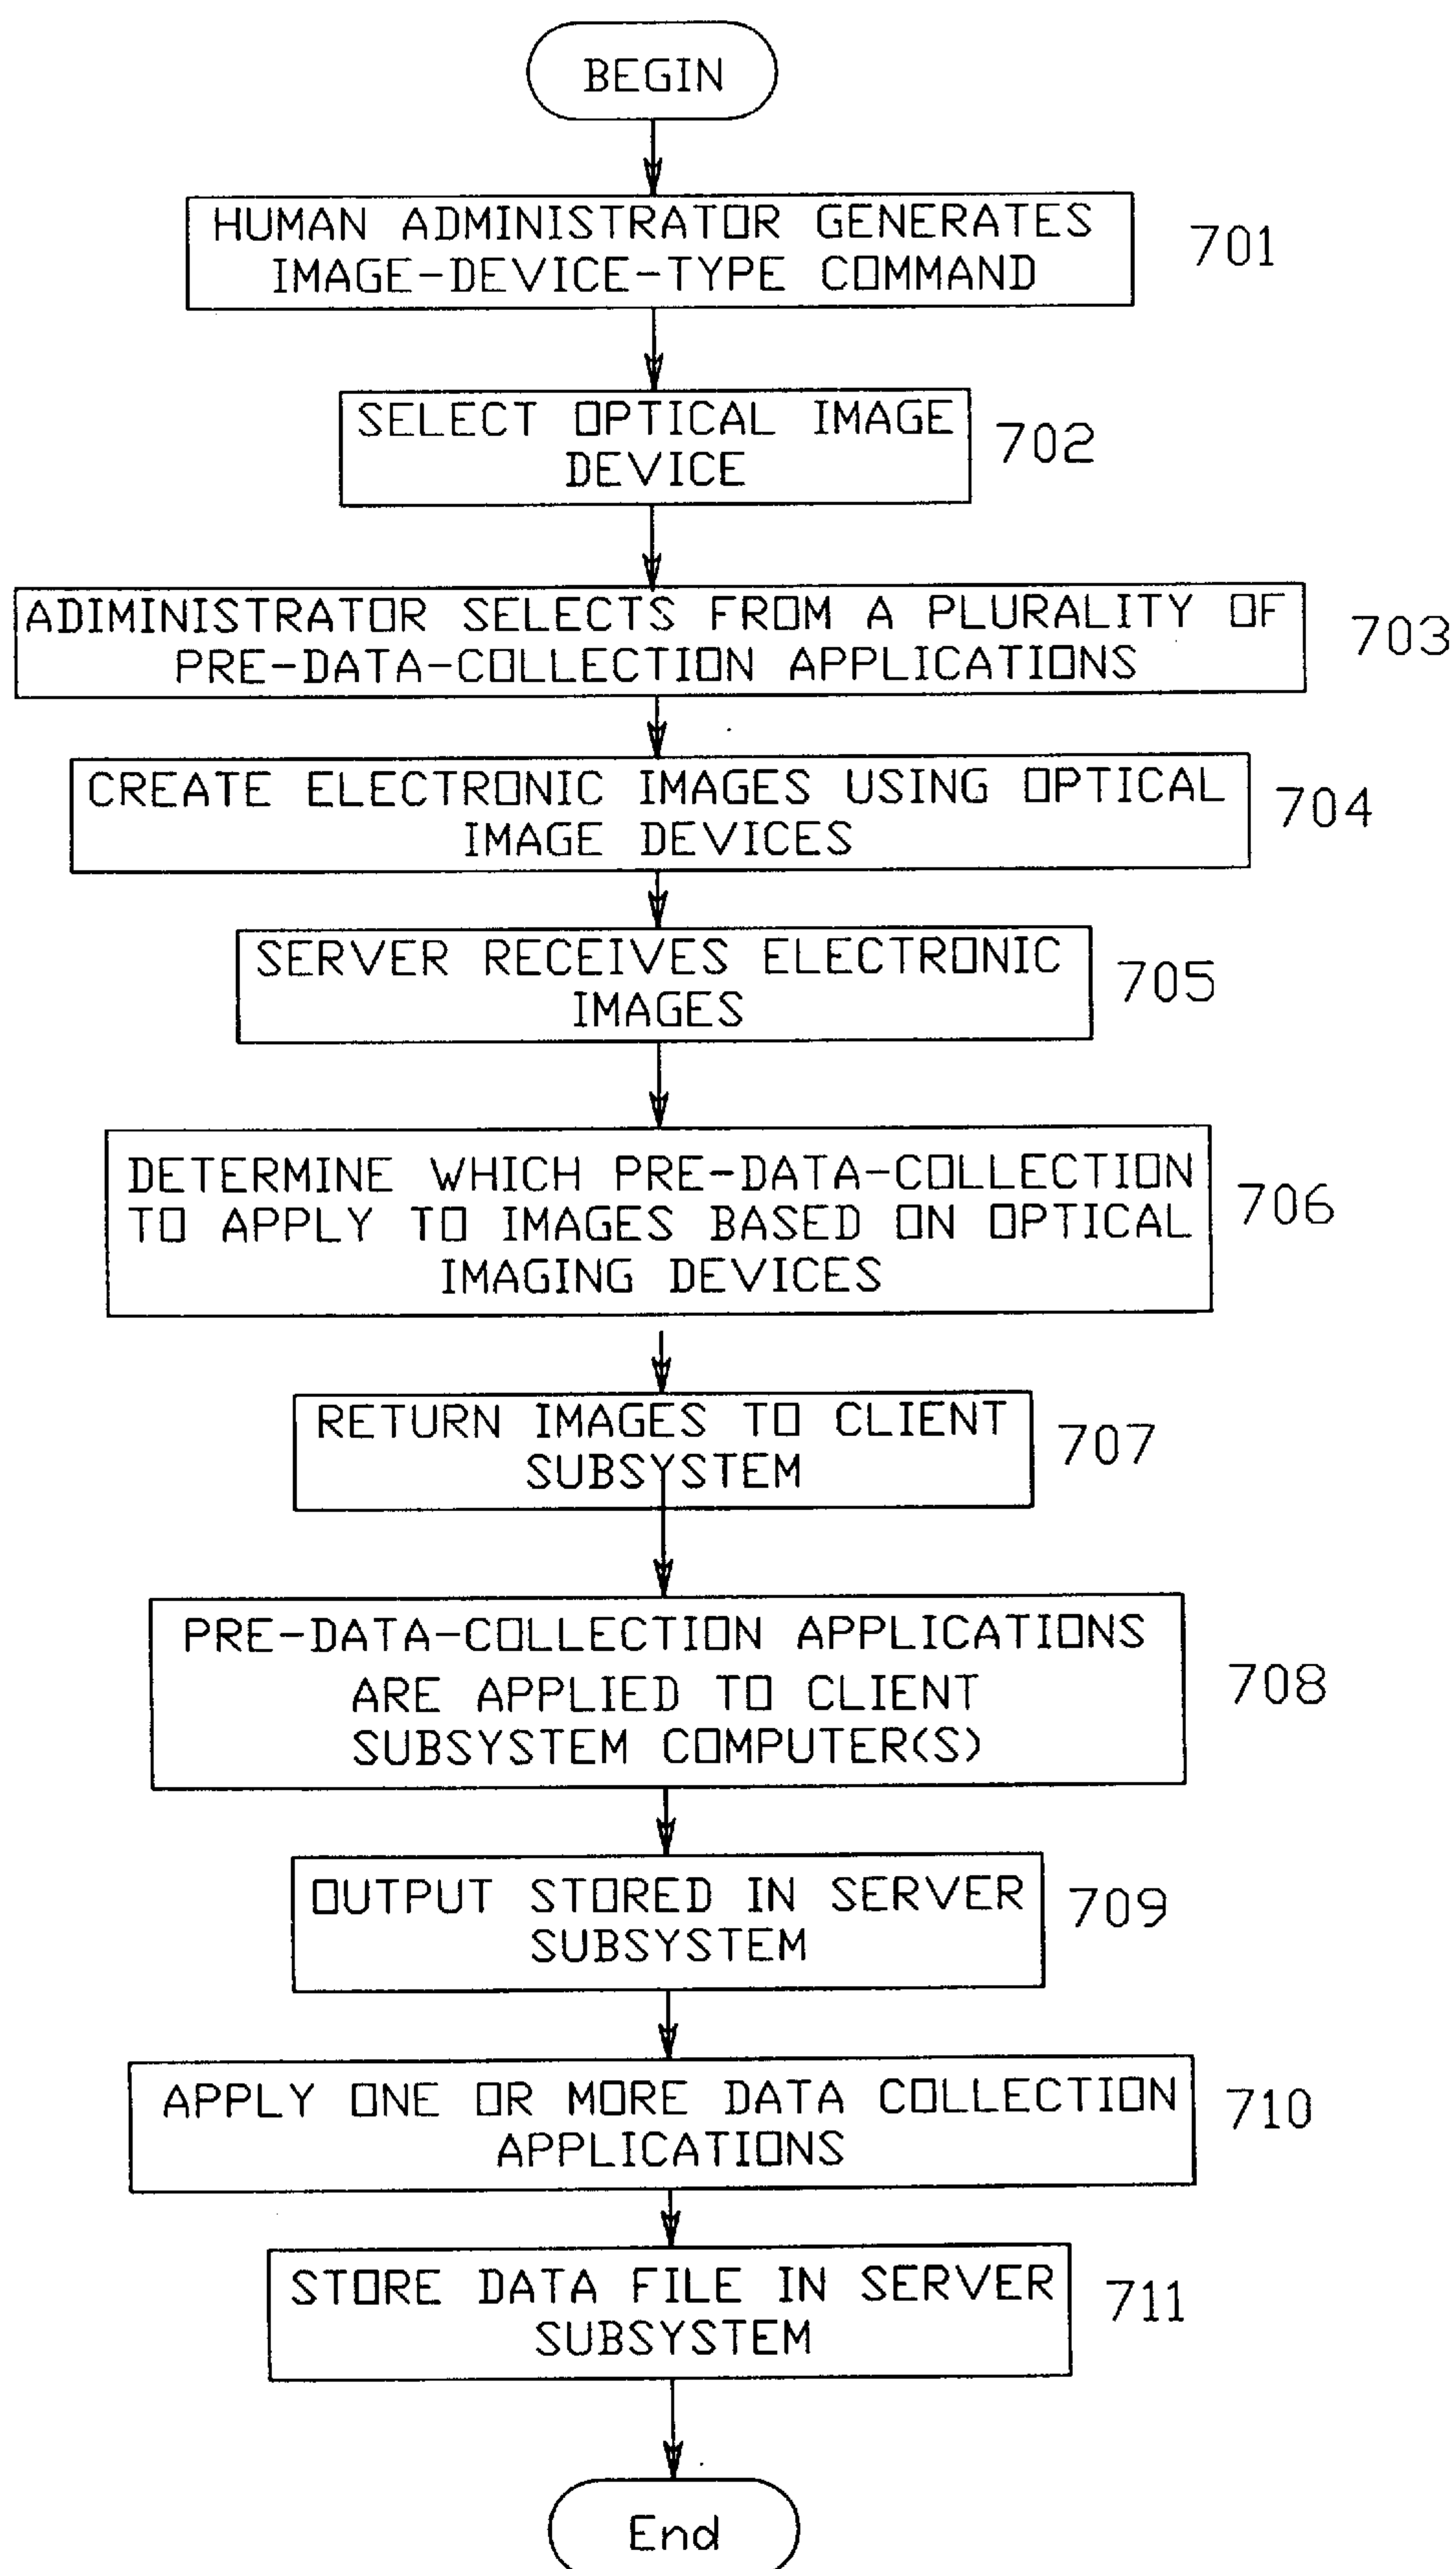 BEGIN
HUMAN ADMINISTRATOR GENERATES
IMAGE-DEVICE-TYPE COMMAND
701
SELECT OPTICAL IMAGE
DEVICE
702
ADIMINISTRATOR SELECTS FROM A PLURALITY OF
PRE-DATA-COLLECTION APPLICATIONS
703
CREATE ELECTRONIC IMAGES USING OPTICAL
IMAGE DEVICES
704
SERVER RECEIVES ELECTRONIC
IMAGES
705
DETERMINE WHICH PRE-DATA-COLLECTION
TO APPLY TO IMAGES BASED ON OPTICAL
IMAGING DEVICES
706
RETURN IMAGES TO CLIENT
SUBSYSTEM
707
PRE-DATA-COLLECTION APPLICATIONS
ARE APPLIED TO CLIENT
SUBSYSTEM COMPUTER(S)
708
OUTPUT STORED IN SERVER
SUBSYSTEM
709
APPLY ONE OR MORE DATA COLLECTION
APPLICATIONS
710
STORE DATA FILE IN SERVER
SUBSYSTEM
711
End